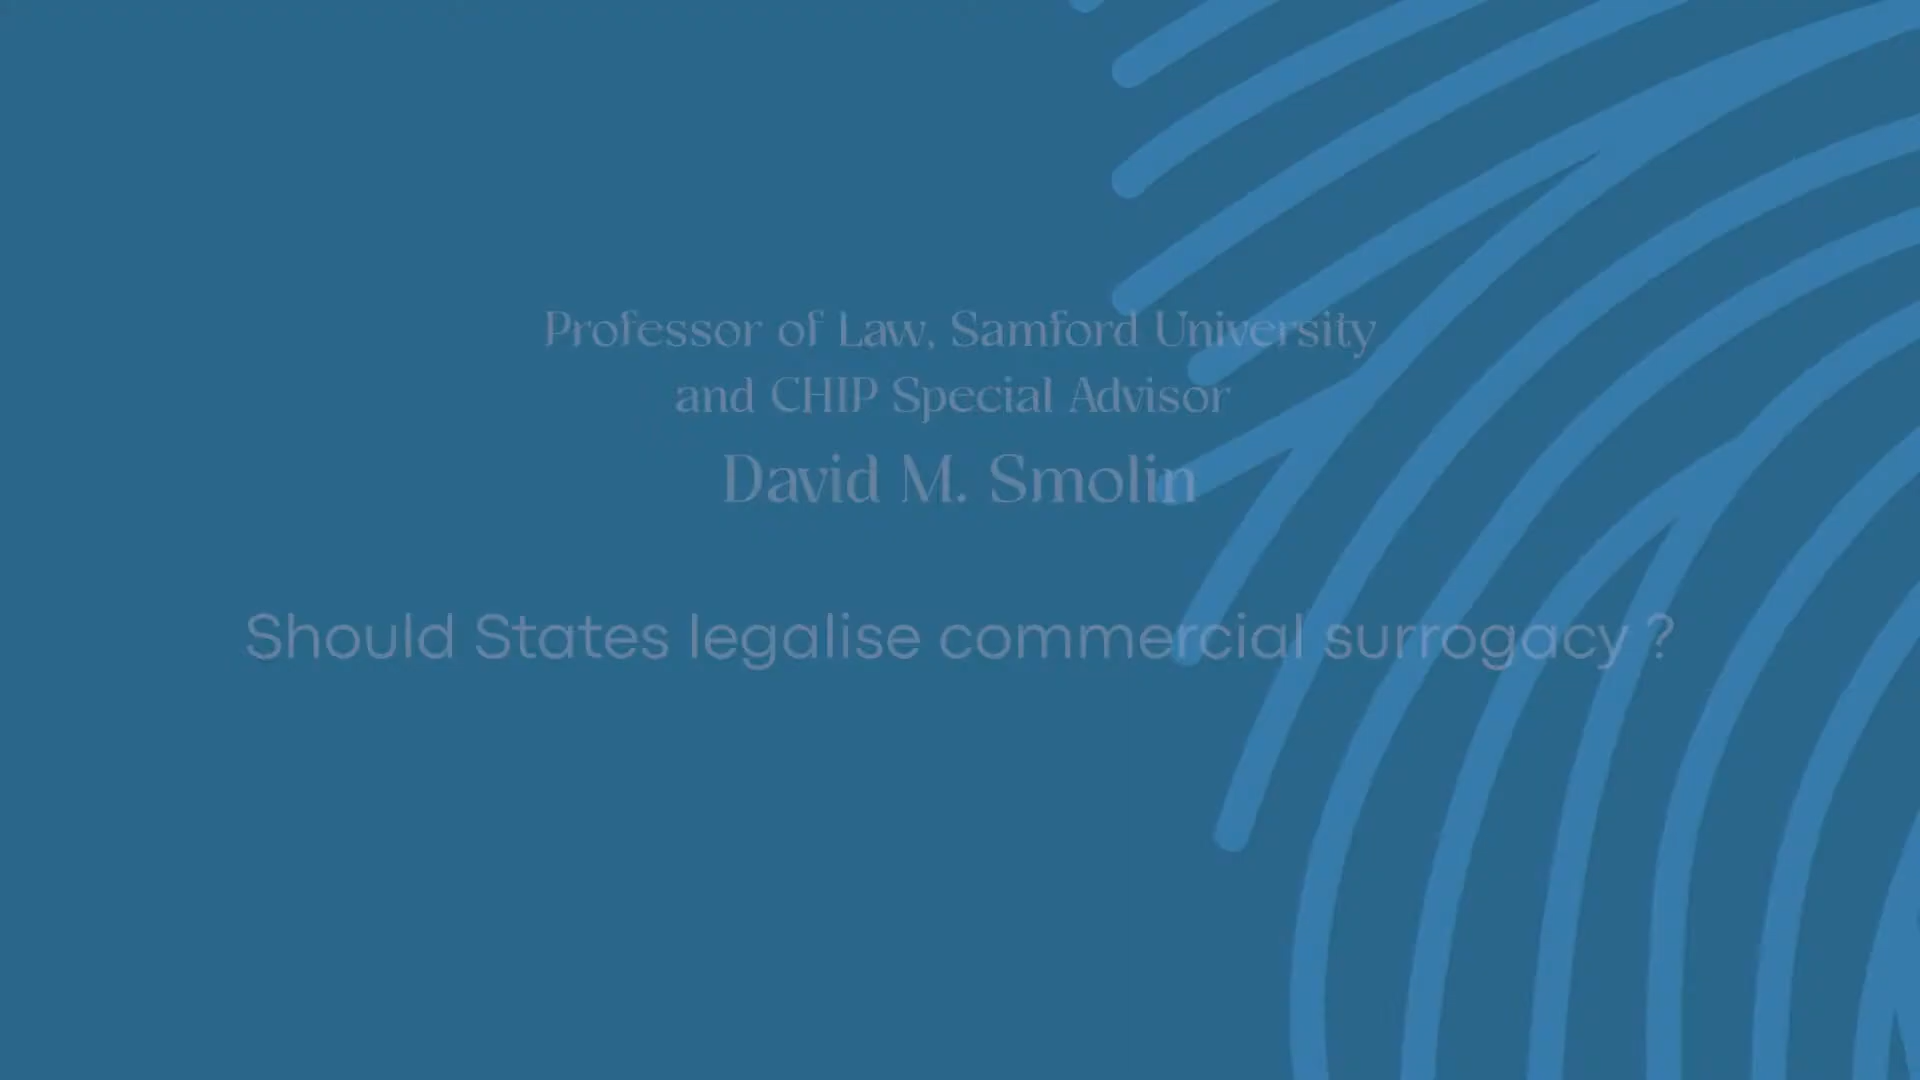 Professor of Law, Samford University
and CHIP Special Advisor
David M. Smolin
Should States legalise commercial surrogacy ?